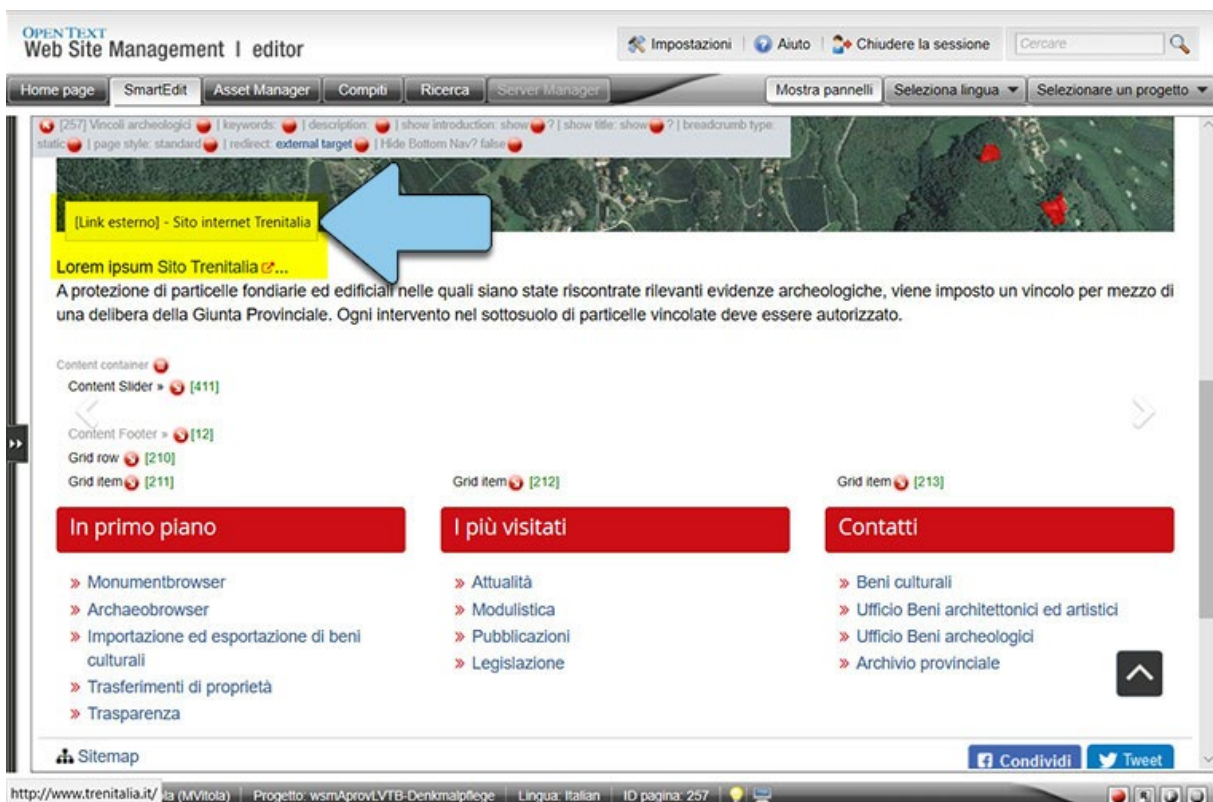 OPENTEXT
Web Site Management | editor
Impostazioni | Aiuto | Chiudere la sessione
Cercare
Home page SmartEdit Asset Manager Compiti Ricerca Server Manager Mostra pannelli Seleziona lingua Selezionare un progetto
[257] Vincoli archeologici | keywords: | description: | show introduction: show ? | show title: show ? | breadcrumb type:
static | page style: standard | redirect: external target | Hide Bottom Nav? false
[Link esterno] - Sito internet Trenitalia
Lorem ipsum Sito Trenitalia ...
A protezione di particelle fondiarie ed edificiali nelle quali siano state riscontrate rilevanti evidenze archeologiche, viene imposto un vincolo per mezzo di
una delibera della Giunta Provinciale. Ogni intervento nel sottosuolo di particelle vincolate deve essere autorizzato.
Content container
Content Slider » [411]
Content Footer » [12]
Grid row [210]
Grid item [211] Grid item [212] Grid item [213]
In primo piano
» Monumentbrowser
» Archaeobrowser
» Importazione ed esportazione di beni
culturali
» Trasferimenti di proprietà
» Trasparenza
I più visitati
» Attualità
» Modulistica
» Pubblicazioni
» Legislazione
Contatti
» Beni culturali
» Ufficio Beni architettonici ed artistici
» Ufficio Beni archeologici
» Archivio provinciale
Sitemap
Condividi Tweet
http://www.trenitalia.it/ la (MVitola) | Progetto: wsmAprovLVTB-Denkmalpflege | Lingua: Italian | ID pagina: 257
R